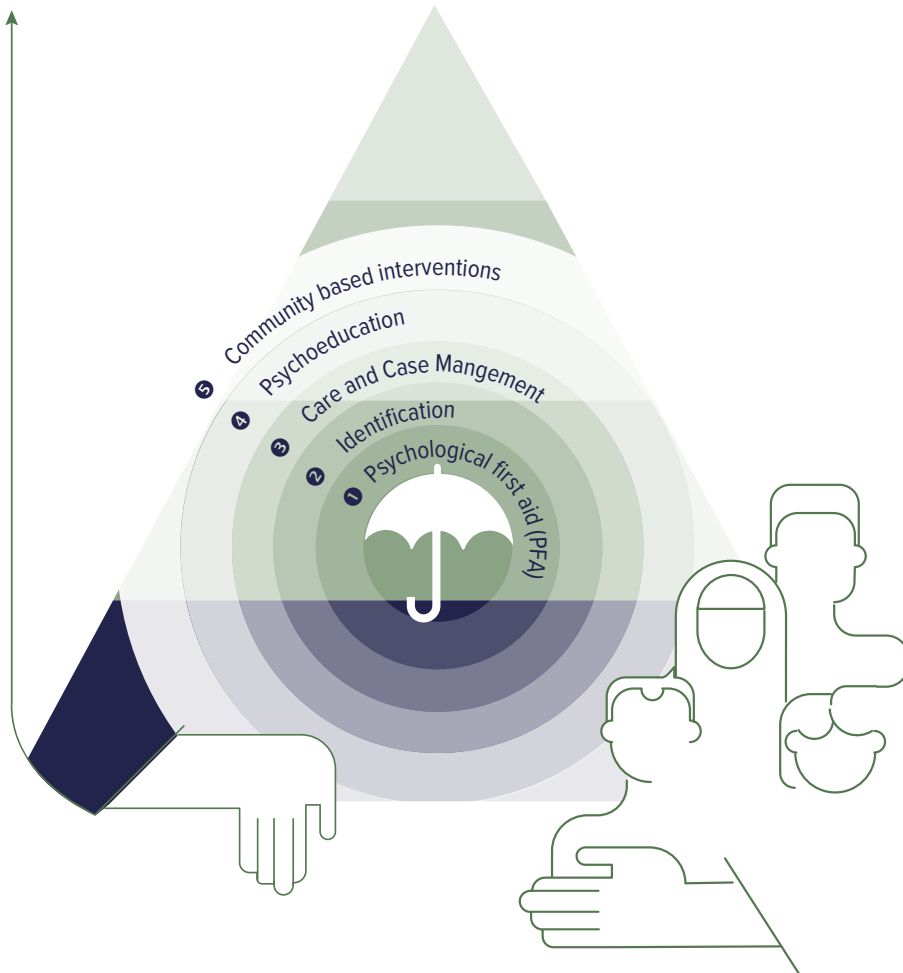 5 Community based interventions
4 Psychoeducation
3 Care and Case Mangement
2 Identification
1 Psychological first aid (PFA)